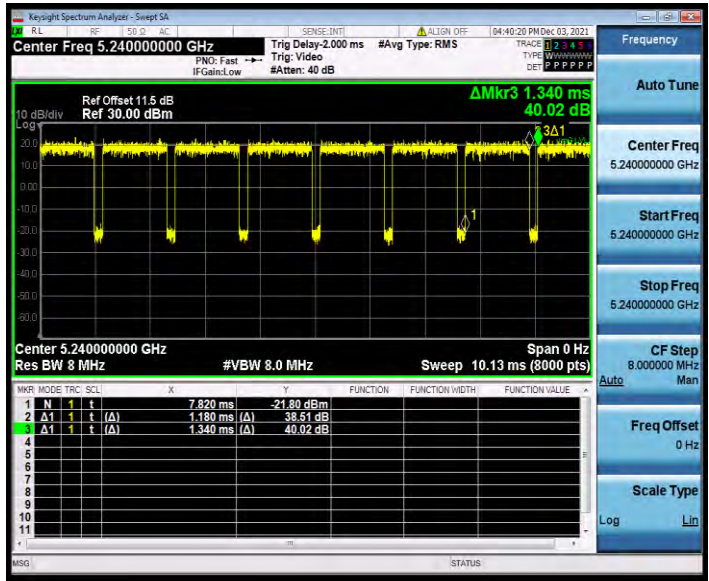 Keysight Spectrum Analyzer - Swept SA
RL RF 50 Ω AC SENSE:INT ALIGN OFF 04:40:20 PM Dec 03, 2021
Center Freq 5.240000000 GHz
PNO: Fast
IFGain:Low
Trig Delay-2.000 ms
Trig: Video
#Atten: 40 dB
#Avg Type: RMS
TRACE 1 2 3 4 5 6
TYPE WWWWWW
DET P P P P P P
ΔMkr3 1.340 ms
40.02 dB
Ref Offset 11.5 dB
10 dB/div Ref 30.00 dBm
Log
3Δ1
20.0
10.0
0.00
-10.0
1
-20.0
-30.0
-40.0
-50.0
-60.0
Center 5.240000000 GHz Span 0 Hz
Res BW 8 MHz #VBW 8.0 MHz Sweep 10.13 ms (8000 pts)
MKR MODE TRC SCL X Y FUNCTION FUNCTION WIDTH FUNCTION VALUE
1 N 1 t 7.820 ms -21.80 dBm
2 Δ1 1 t (Δ) 1.180 ms (Δ) 38.51 dB
3 Δ1 1 t (Δ) 1.340 ms (Δ) 40.02 dB
4
5
6
7
8
9
10
11
MSG STATUS
Frequency
Auto Tune
Center Freq
5.240000000 GHz
Start Freq
5.240000000 GHz
Stop Freq
5.240000000 GHz
CF Step
8.000000 MHz
Auto Man
Freq Offset
0 Hz
Scale Type
Log Lin